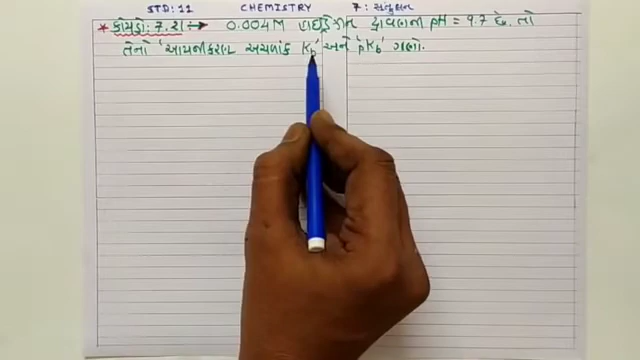 STD: 11 CHEMISTRY 7: સંતુલન
* કોયડો: 7.21 → 0.004 M હાઇડ્રેઝીન દ્રાવણની pH = 9.7 છે. તો
તેનો 'આયનીકરણ અચળાંક Kb' અને 'pKb' ગણો.